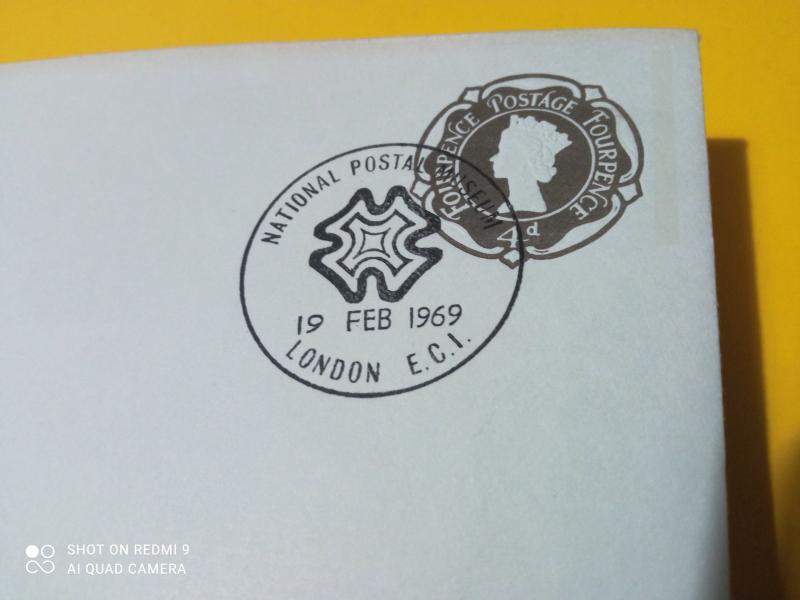 FOURPENCE POSTAGE FOURPENCE
4d
NATIONAL POSTAL MUSEUM
19 FEB 1969
LONDON E.C.1.
SHOT ON REDMI 9
AI QUAD CAMERA